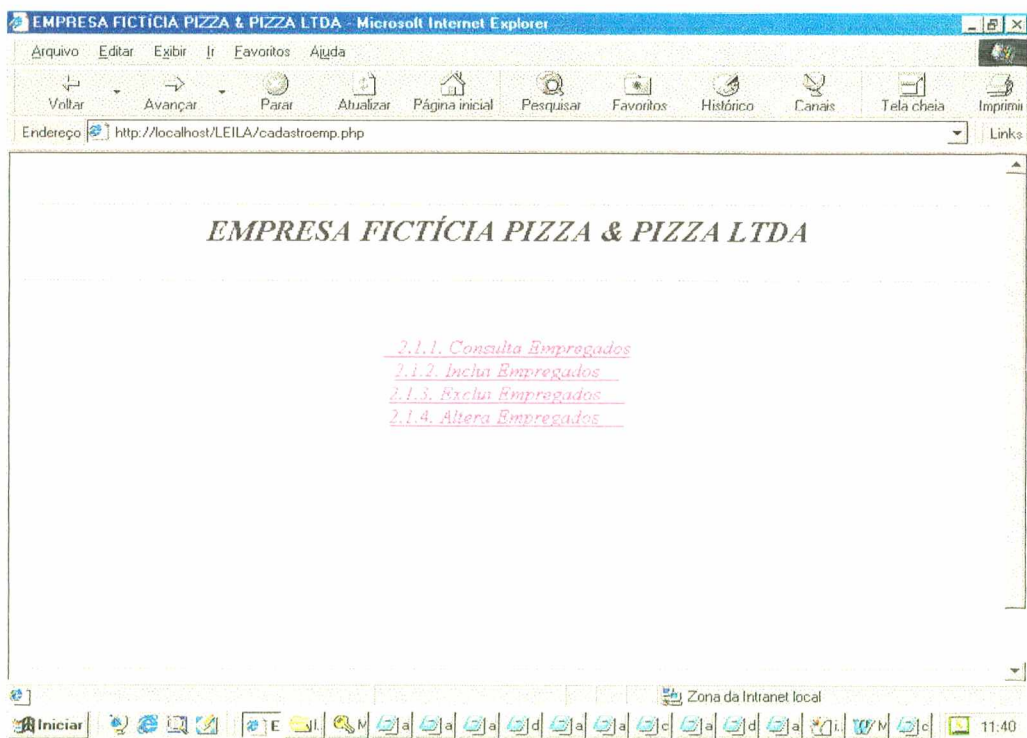 EMPRESA FICTÍCIA PIZZA & PIZZA LTDA - Microsoft Internet Explorer
Arquivo Editar Exibir Ir Favoritos Ajuda
Voltar Avançar Parar Atualizar Página inicial Pesquisar Favoritos Histórico Canais Tela cheia Imprimir
Endereço http://localhost/LEILA/cadastroemp.php Links
EMPRESA FICTÍCIA PIZZA & PIZZA LTDA
2.1.1. Consulta Empregados
2.1.2. Inclui Empregados
2.1.3. Exclui Empregados
2.1.4. Altera Empregados
Zona da Intranet local
Iniciar E M a a a d a a c a d a i. M c 11:40